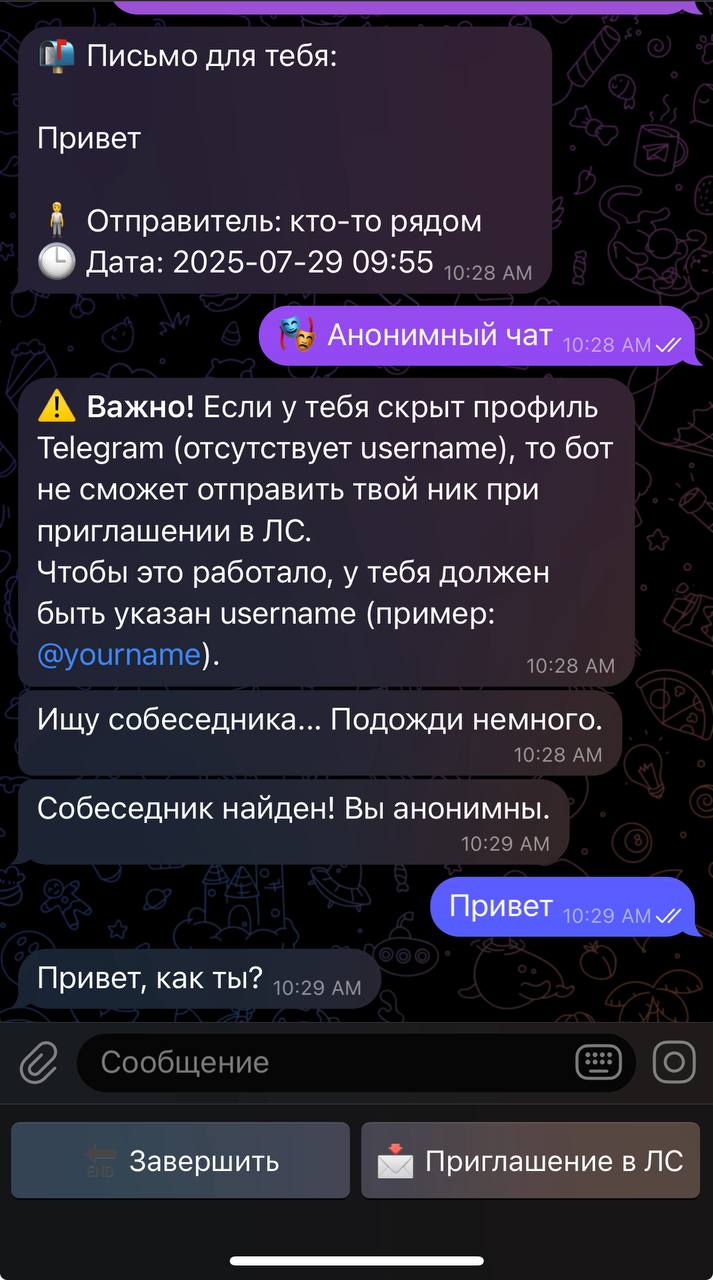 📬 Письмо для тебя:
Привет
🧍 Отправитель: кто-то рядом
🕒 Дата: 2025-07-29 09:55 10:28 AM
🎭 Анонимный чат 10:28 AM
⚠️ Важно! Если у тебя скрыт профиль
Telegram (отсутствует username), то бот
не сможет отправить твой ник при
приглашении в ЛС.
Чтобы это работало, у тебя должен
быть указан username (пример:
@yourname).
10:28 AM
Ищу собеседника... Подожди немного.
10:28 AM
Собеседник найден! Вы анонимны.
10:29 AM
Привет 10:29 AM
Привет, как ты? 10:29 AM
Сообщение
🔚 Завершить
📩 Приглашение в ЛС